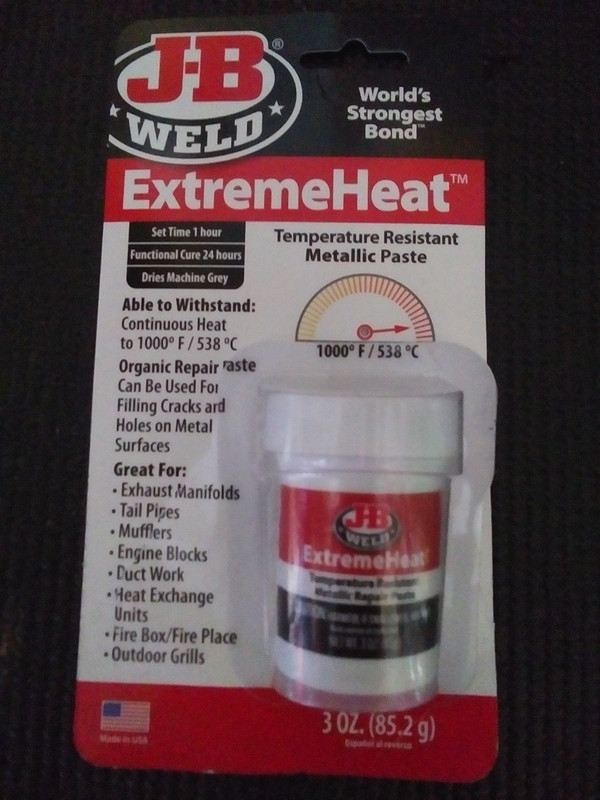 J-B
®
WELD
World's
Strongest
Bond™
ExtremeHeat™
Set Time 1 hour
Functional Cure 24 hours
Dries Machine Grey
Temperature Resistant
Metallic Paste
1000º F / 538 ºC
Able to Withstand:
Continuous Heat
to 1000º F / 538 ºC
Organic Repair Paste
Can Be Used For
Filling Cracks and
Holes on Metal
Surfaces
Great For:
• Exhaust Manifolds
• Tail Pipes
• Mufflers
• Engine Blocks
• Duct Work
• Heat Exchange
Units
• Fire Box/Fire Place
• Outdoor Grills
J-B
WELD
ExtremeHeat
Temperature Resistant
Metallic Repair Paste
Made in USA
3 OZ. (85.2 g)
Español al reverso